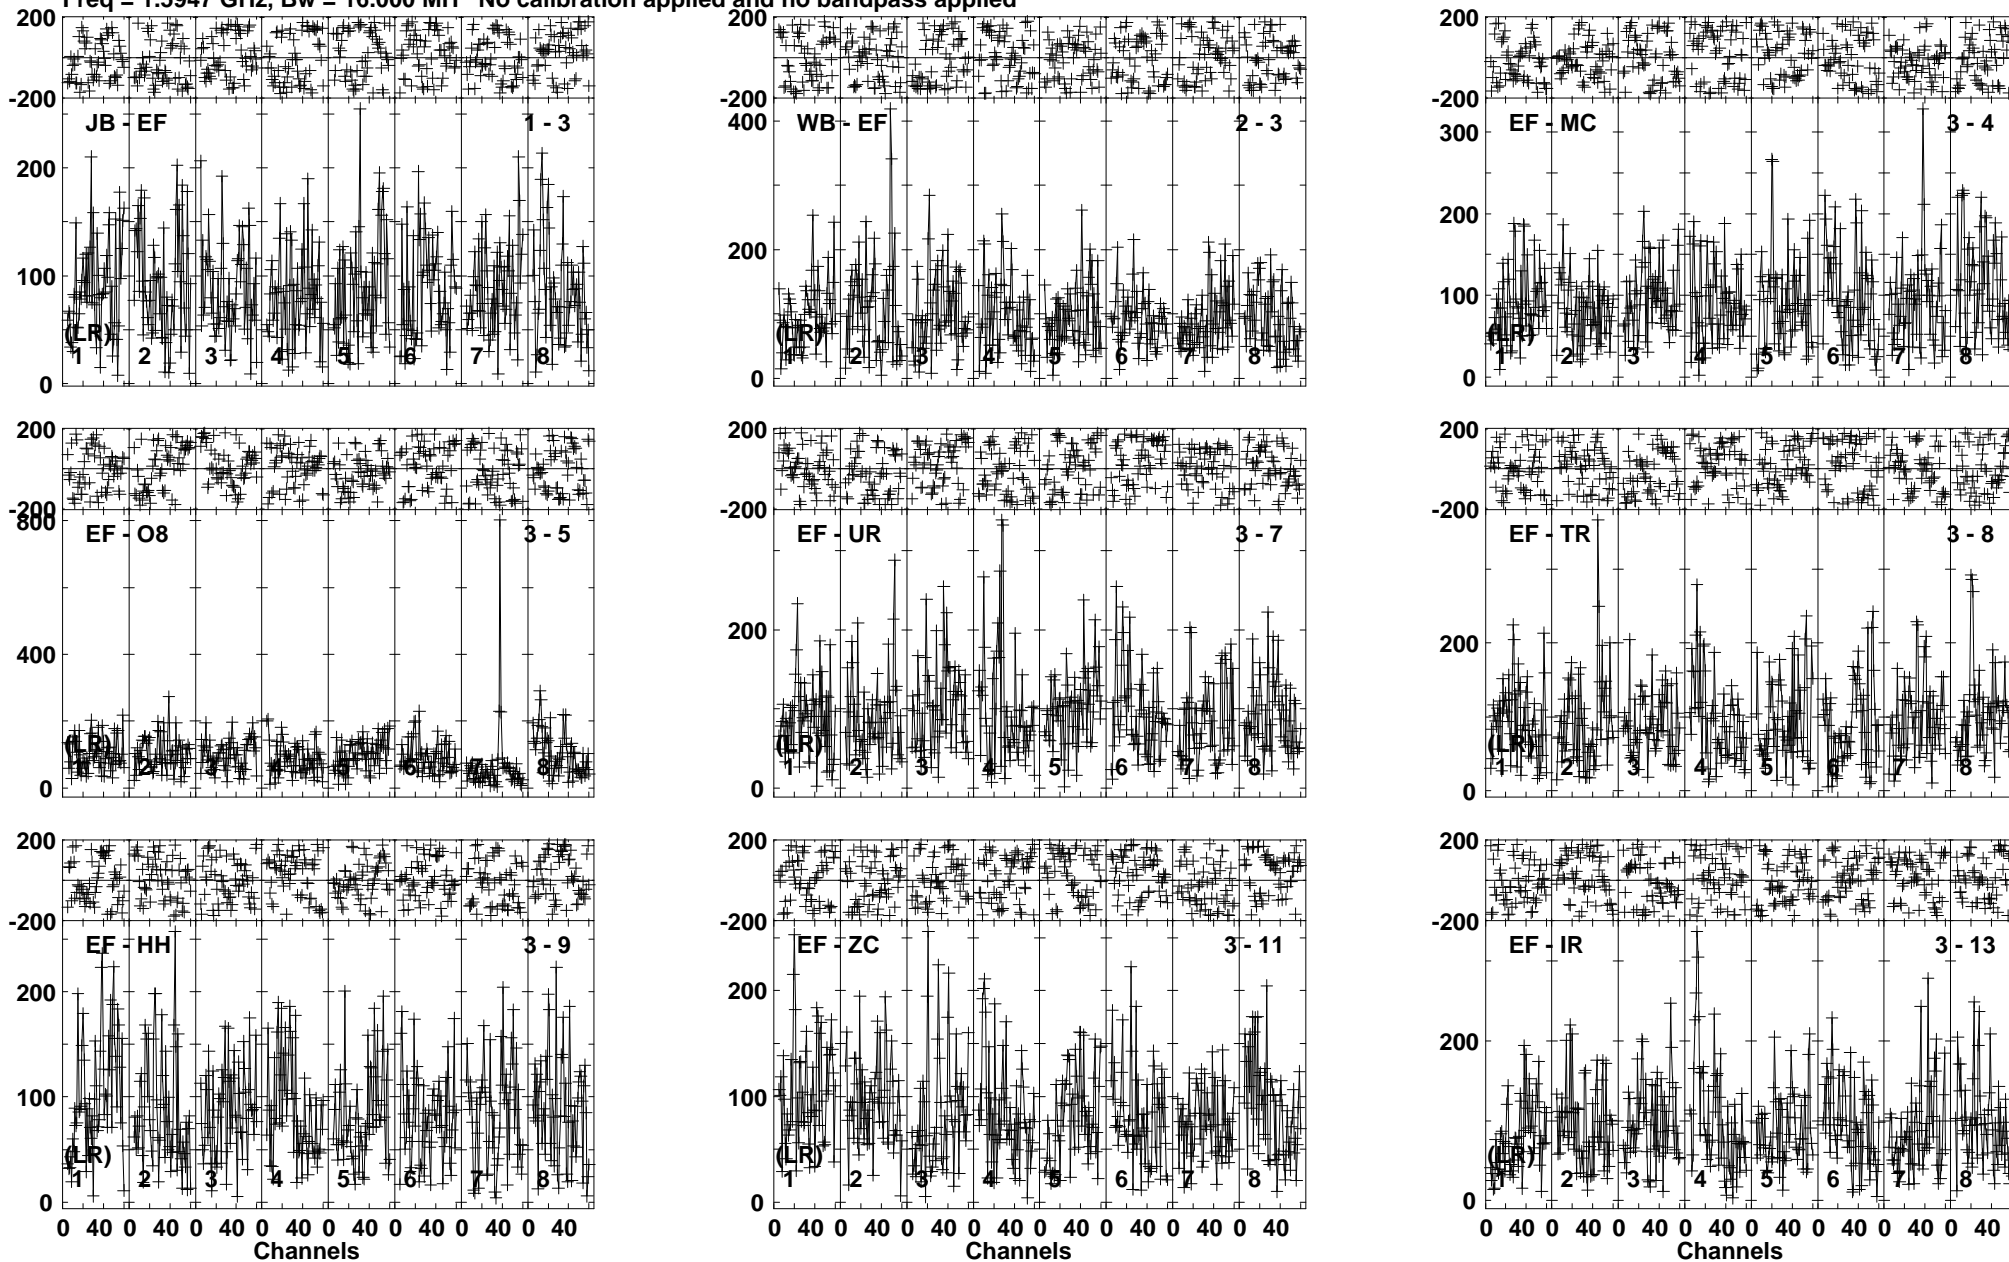 Freq = 1.5947 GHz, Bw = 16.000 MH No calibration applied and no bandpass applied
200 200 200
-200 -200 -200
JB - EF 1 - 3 WB - EF 2 - 3 EF - MC 3 - 4
400 300
200 200 200
100 100
(LR) (LR) (LR)
1 2 3 4 5 6 7 8 1 2 3 4 5 6 7 8 1 2 3 4 5 6 7 8
0 0 0
200 200 200
-200 -200 -200
800
EF - O8 3 - 5 EF - UR 3 - 7 EF - TR 3 - 8
400 200 200
(LR) (LR) (LR)
1 2 3 4 5 6 7 8 1 2 3 4 5 6 7 8 1 2 3 4 5 6 7 8
0 0 0
200 200 200
-200 -200 -200
EF - HH 3 - 9 EF - ZC 3 - 11 EF - IR 3 - 13
200 200 200
100 100
(LR) (LR) (LR)
1 2 3 4 5 6 7 8 1 2 3 4 5 6 7 8 1 2 3 4 5 6 7 8
0 0 0
0 40 0 40 0 40 0 40 0 40 0 40 0 40 0 40 0 40 0 40 0 40 0 40 0 40 0 40 0 40 0 40 0 40 0 40 0 40 0 40 0 40 0 40 0 40 0 40
Channels Channels Channels